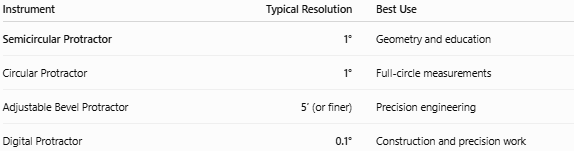 Instrument Typical Resolution Best Use
Semicircular Protractor 1° Geometry and education
Circular Protractor 1° Full-circle measurements
Adjustable Bevel Protractor 5′ (or finer) Precision engineering
Digital Protractor 0.1° Construction and precision work